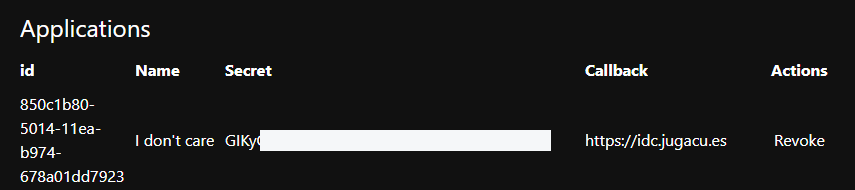 Applications
id Name Secret Callback Actions
850c1b80-
5014-11ea-
b974-
678a01dd7923
I don't care GIKy https://idc.jugacu.es Revoke